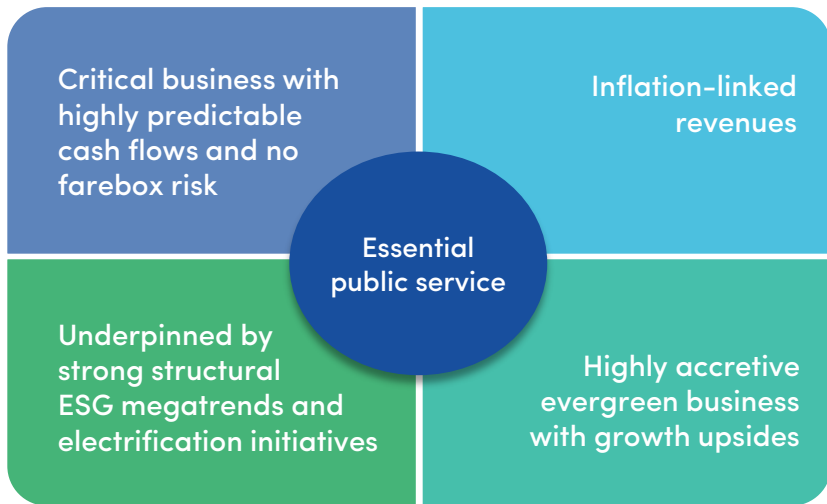 Critical business with
highly predictable
cash flows and no
farebox risk
Inflation-linked
revenues
Essential
public service
Underpinned by
strong structural
ESG megatrends and
electrification initiatives
Highly accretive
evergreen business
with growth upsides